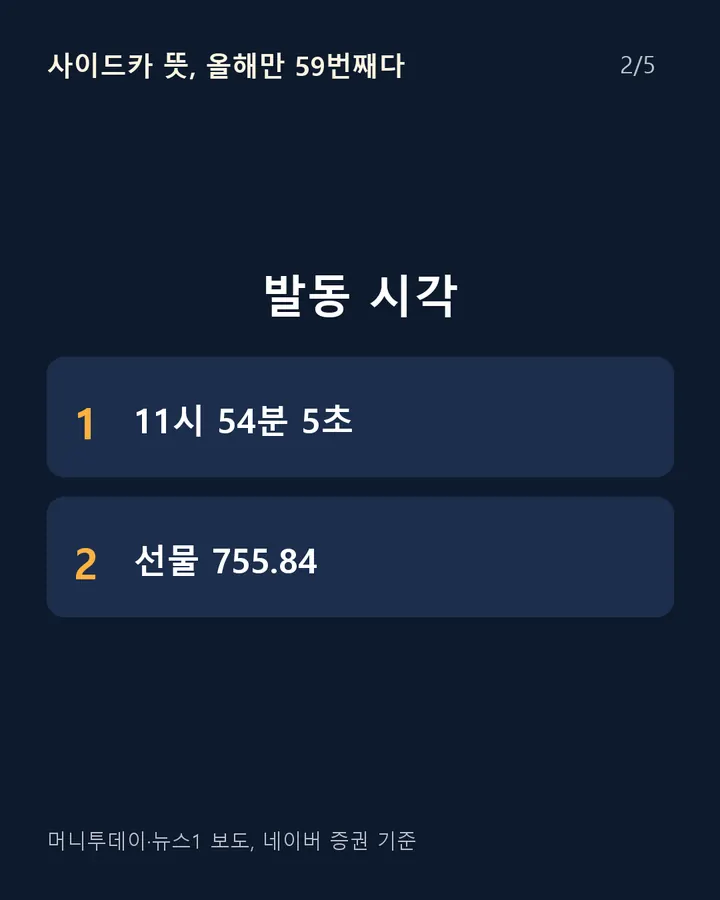 사이드카 뜻, 올해만 59번째다
2/5
발동 시각
1 11시 54분 5초
2 선물 755.84
머니투데이·뉴스1 보도, 네이버 증권 기준